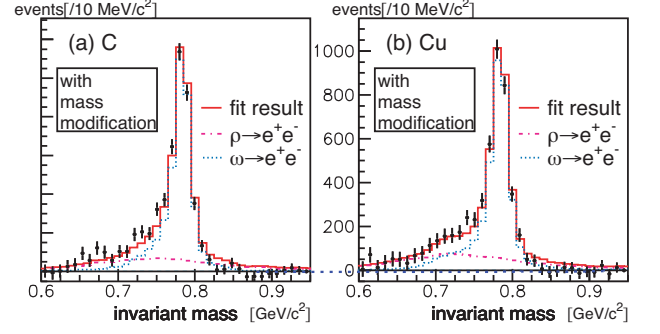 events[/10 MeV/c²] events[/10 MeV/c²]
(a) C
with
mass
modification
fit result
ρ→e⁺e⁻
ω→e⁺e⁻
0.6 0.7 0.8 0.9
invariant mass [GeV/c²]
(b) Cu
with
mass
modification
fit result
ρ→e⁺e⁻
ω→e⁺e⁻
1000
800
600
400
200
0
0.6 0.7 0.8 0.9
invariant mass [GeV/c²]